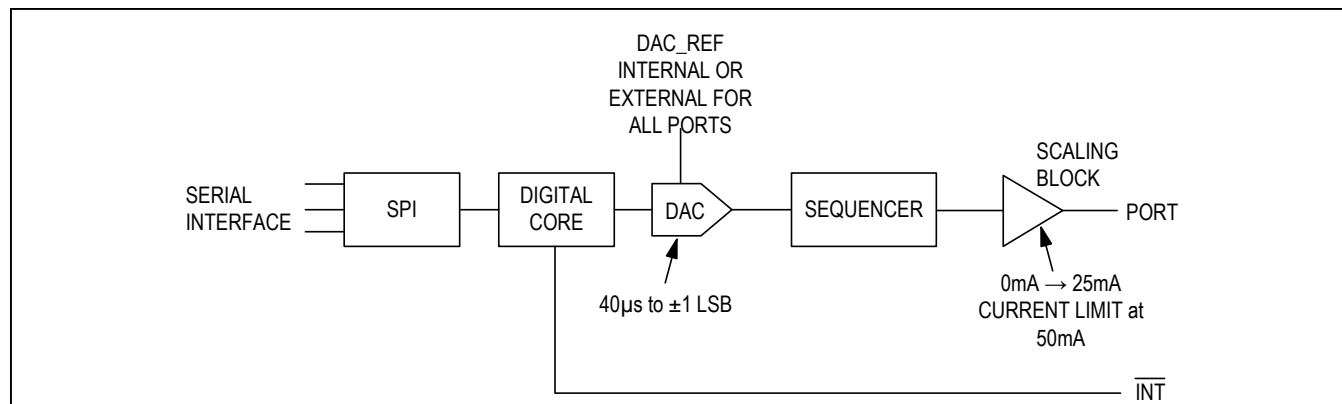 DAC_REF
INTERNAL OR
EXTERNAL FOR
ALL PORTS
SERIAL
INTERFACE
SPI
DIGITAL
CORE
DAC
SEQUENCER
SCALING
BLOCK
PORT
40µs to ±1 LSB
0mA → 25mA
CURRENT LIMIT at
50mA
INT